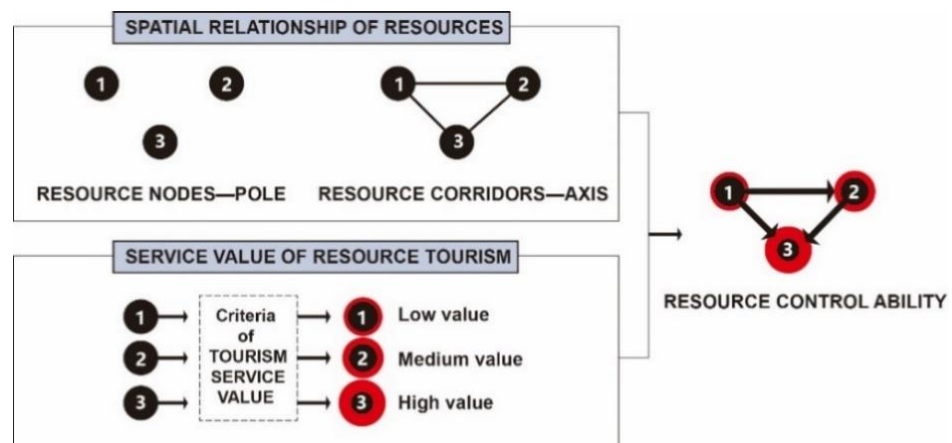 SPATIAL RELATIONSHIP OF RESOURCES
1
2
3
1
2
3
RESOURCE NODES—POLE
RESOURCE CORRIDORS—AXIS
SERVICE VALUE OF RESOURCE TOURISM
1
2
3
Criteria
of
TOURISM
SERVICE
VALUE
1
Low value
2
Medium value
3
High value
1
2
3
RESOURCE CONTROL ABILITY